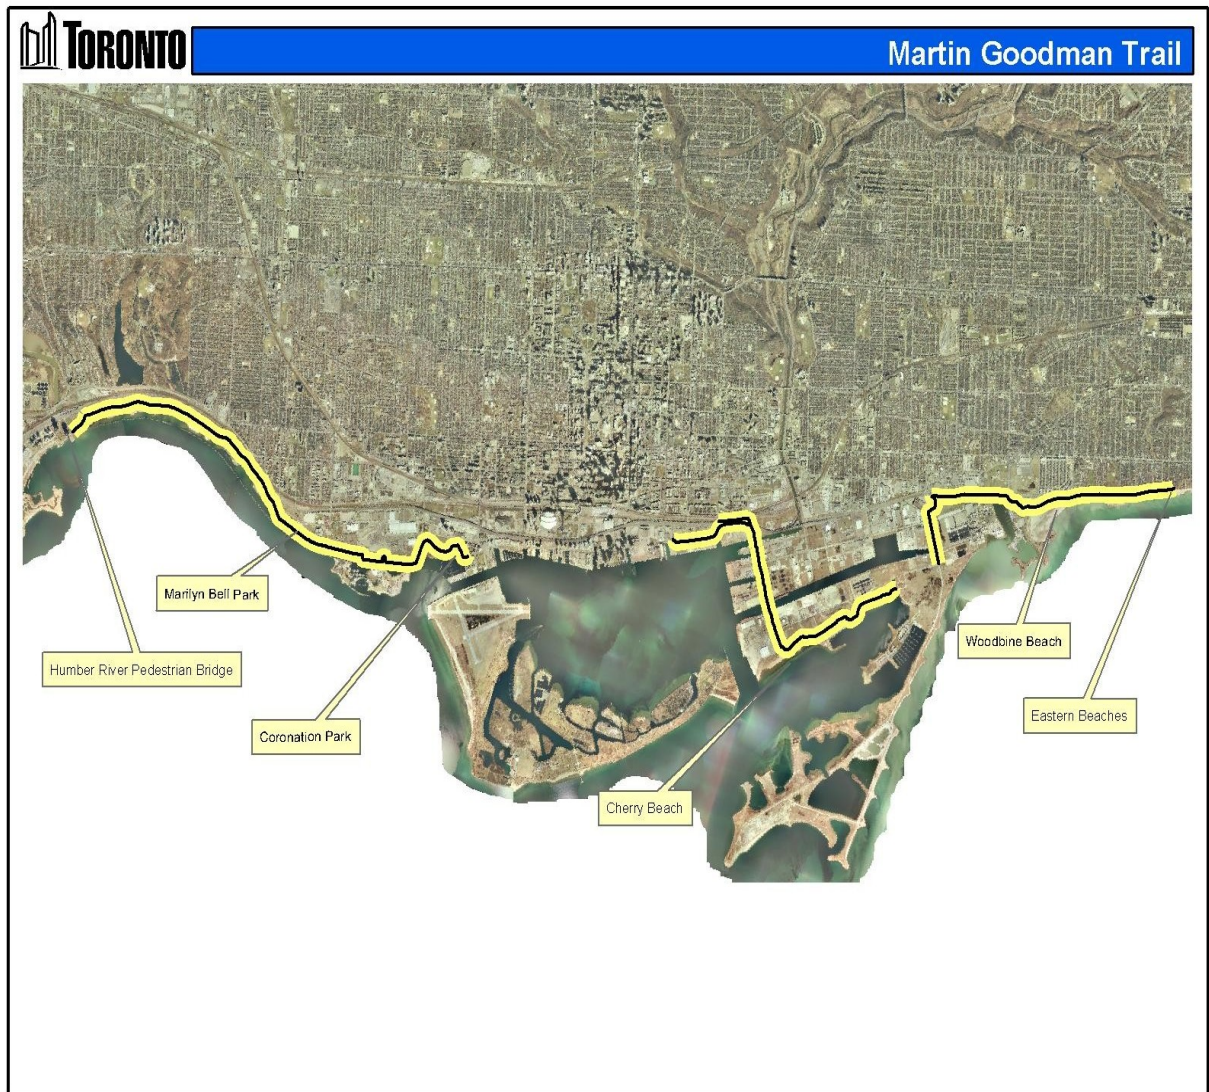 TORONTO
Martin Goodman Trail
Marilyn Bell Park
Humber River Pedestrian Bridge
Coronation Park
Cherry Beach
Woodbine Beach
Eastern Beaches